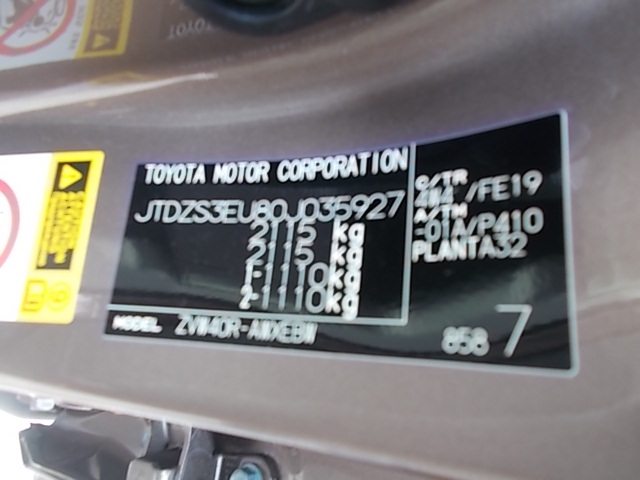 TOYOTA MOTOR CORPORATION
JTDZS3EU80J035927
2115 kg
2115 kg
1-1110kg
2-1110kg
MODEL ZVW40R-AWXEBW
C/TR
4W4 /FE19
A/TM
-01A/P410
PLANTA32
858 7